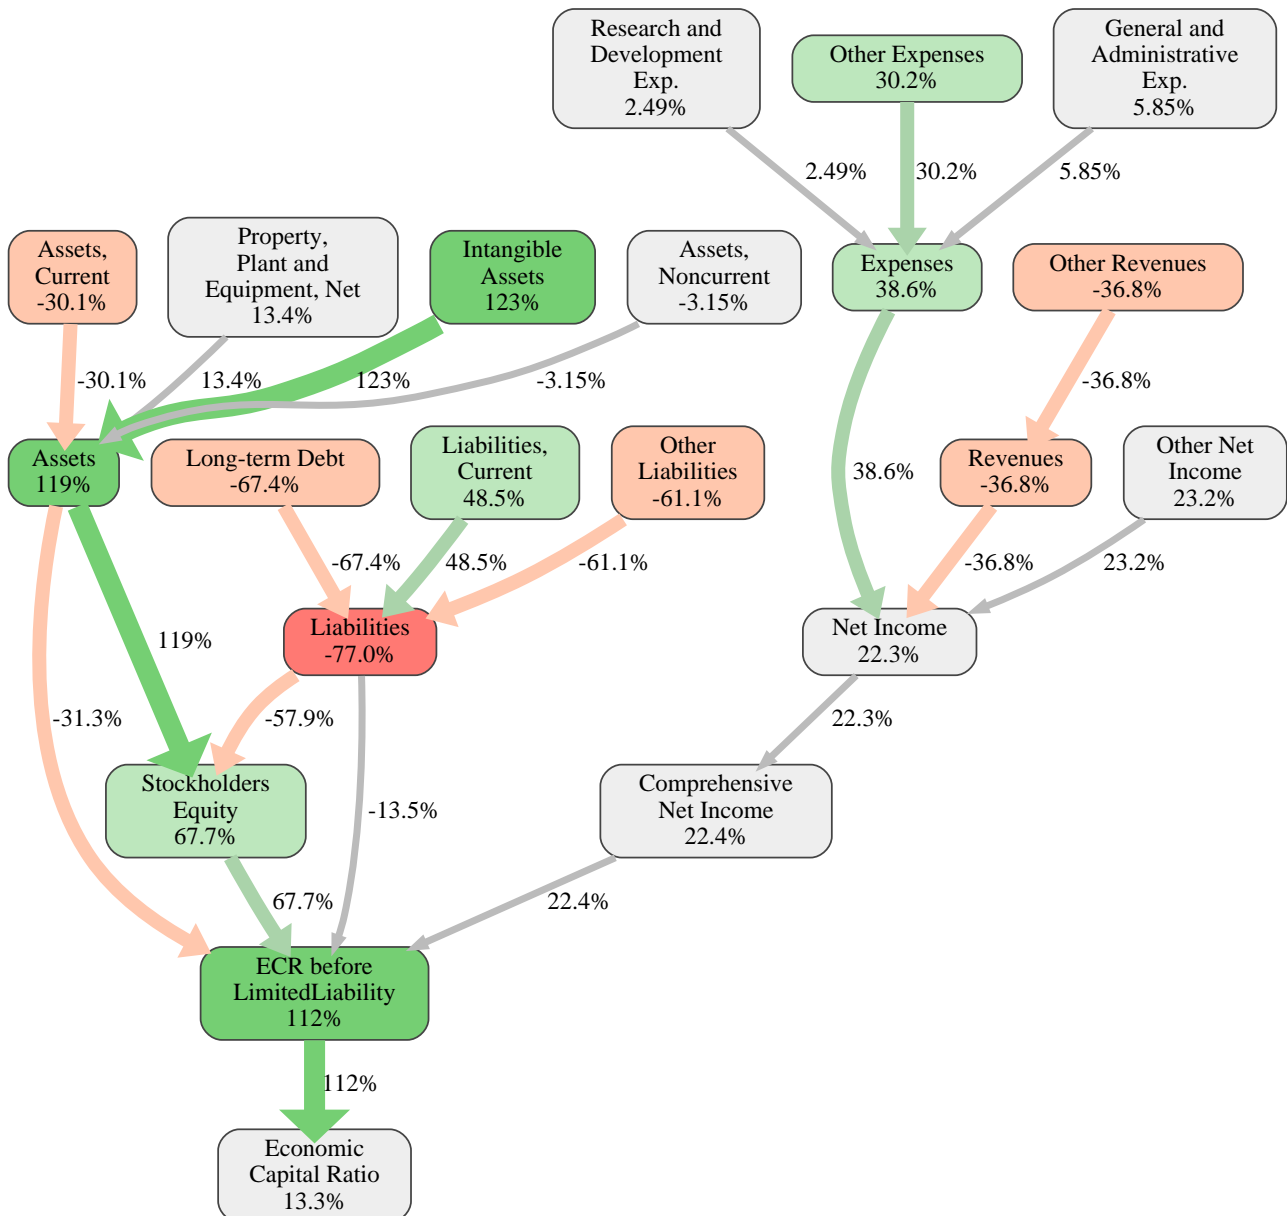 Research and
Development
Exp.
2.49%
Other Expenses
30.2%
General and
Administrative
Exp.
5.85%
2.49%
30.2%
5.85%
Assets,
Current
-30.1%
Property,
Plant and
Equipment, Net
13.4%
Intangible
Assets
123%
Assets,
Noncurrent
-3.15%
Expenses
38.6%
Other Revenues
-36.8%
-30.1%
13.4%
123%
-3.15%
-36.8%
Assets
119%
Long-term Debt
-67.4%
Liabilities,
Current
48.5%
Other
Liabilities
-61.1%
38.6%
Revenues
-36.8%
Other Net
Income
23.2%
-67.4%
48.5%
-61.1%
-36.8%
23.2%
119%
Liabilities
-77.0%
Net Income
22.3%
-31.3%
-57.9%
22.3%
Stockholders
Equity
67.7%
-13.5%
Comprehensive
Net Income
22.4%
67.7%
22.4%
ECR before
LimitedLiability
112%
112%
Economic
Capital Ratio
13.3%